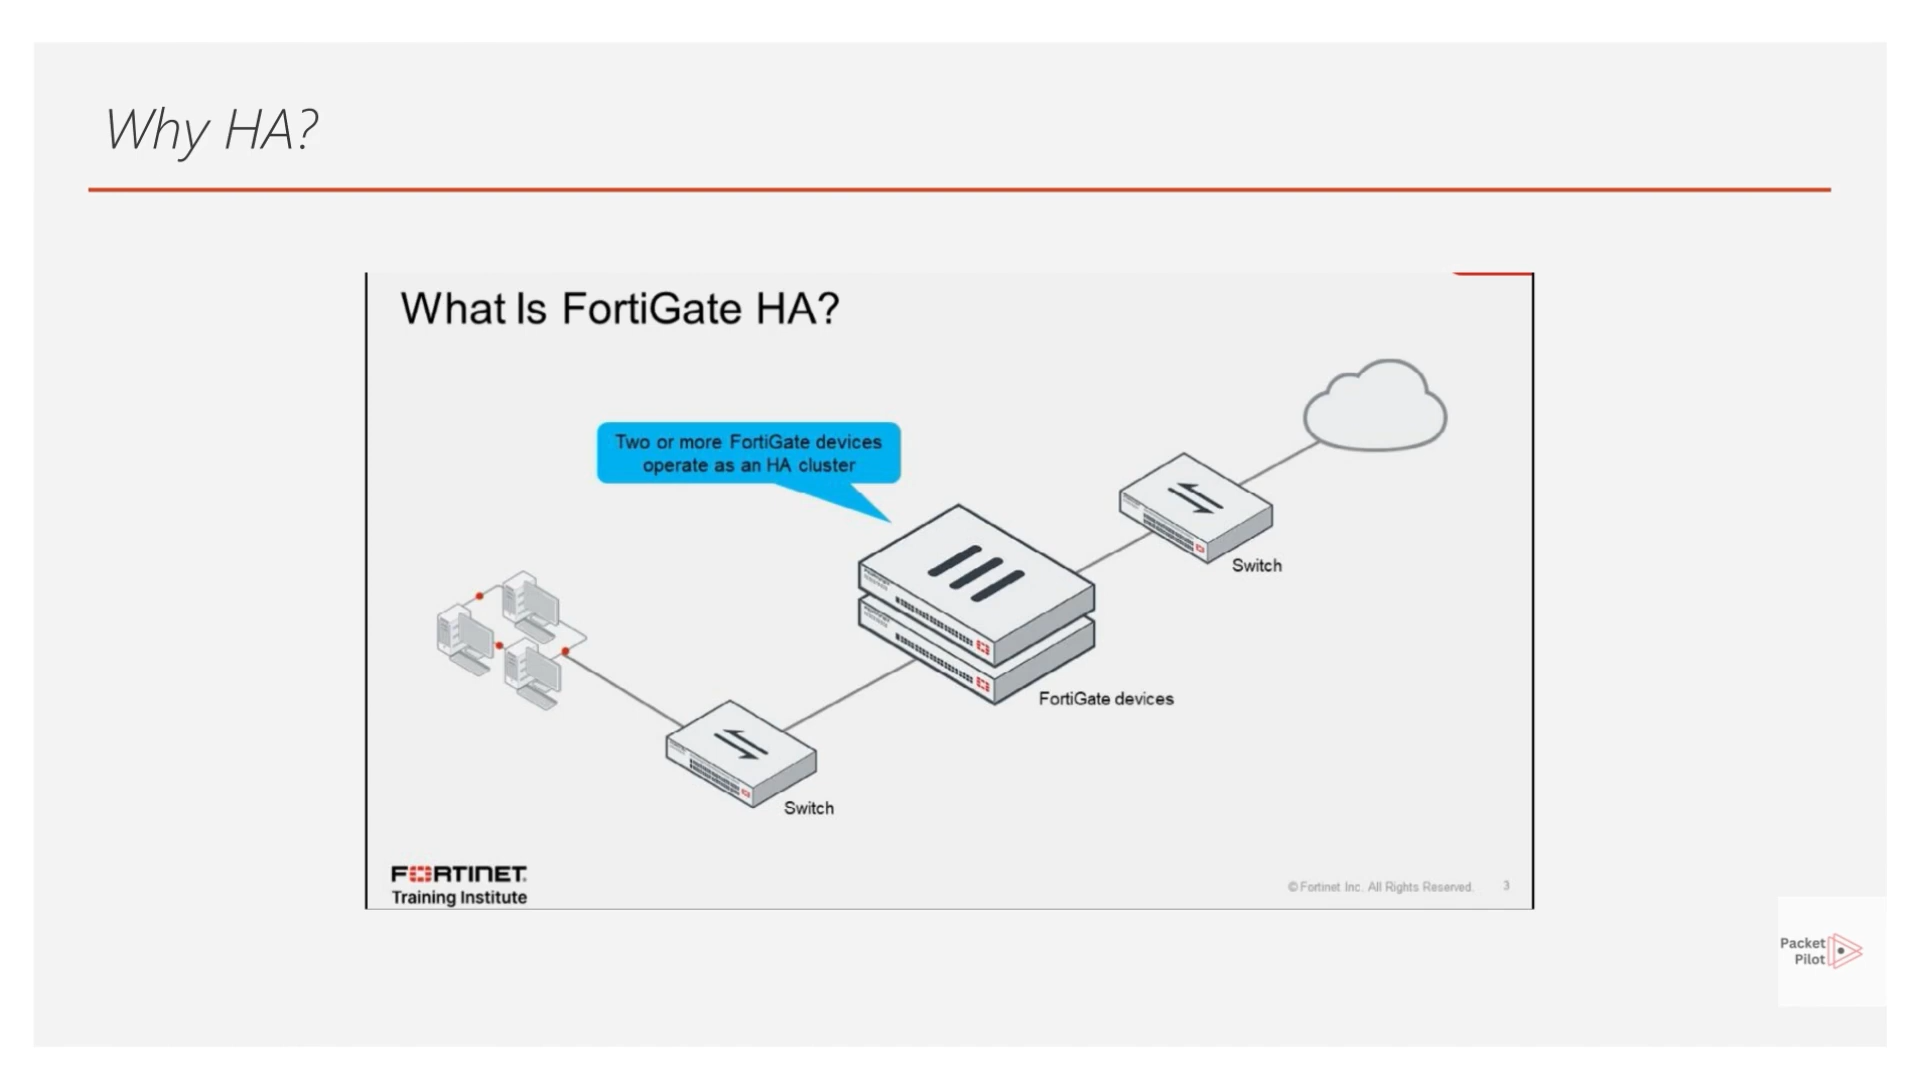 Why HA?
What Is FortiGate HA?
Two or more FortiGate devices
operate as an HA cluster
Switch
FortiGate devices
Switch
FORTINET
Training Institute
© Fortinet Inc. All Rights Reserved. 3
Packet
Pilot